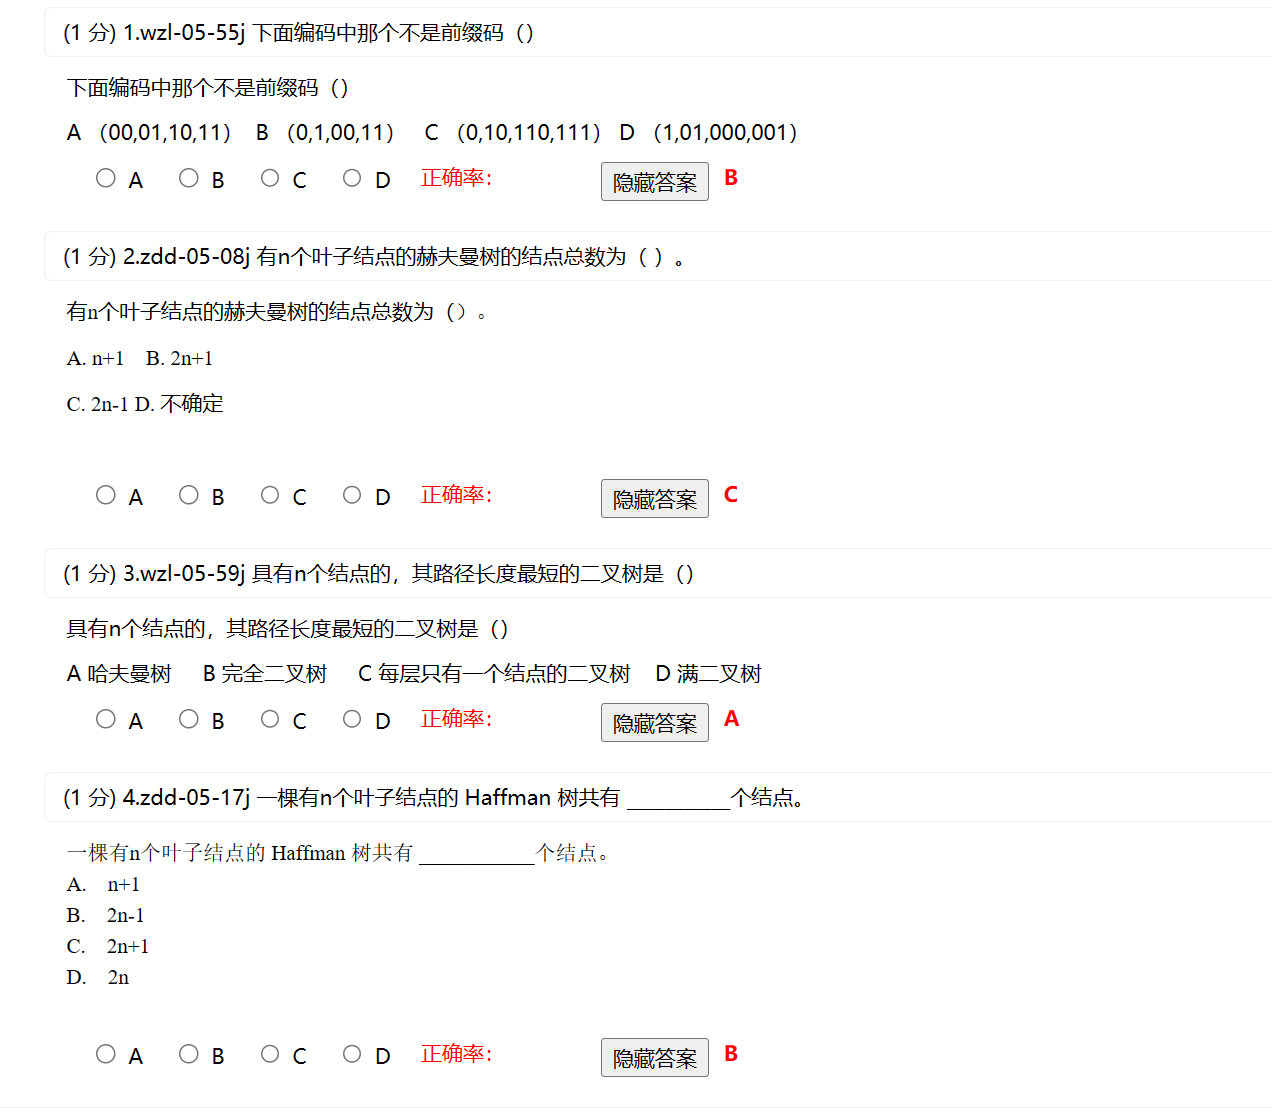 (1 分) 1.wzl-05-55j 下面编码中那个不是前缀码（）
下面编码中那个不是前缀码（）
A （00,01,10,11） B （0,1,00,11） C （0,10,110,111） D （1,01,000,001）
A B C D 正确率： 隐藏答案 B
(1 分) 2.zdd-05-08j 有n个叶子结点的赫夫曼树的结点总数为（ ）。
有n个叶子结点的赫夫曼树的结点总数为（）。
A. n+1 B. 2n+1
C. 2n-1 D. 不确定
A B C D 正确率： 隐藏答案 C
(1 分) 3.wzl-05-59j 具有n个结点的，其路径长度最短的二叉树是（）
具有n个结点的，其路径长度最短的二叉树是（）
A 哈夫曼树 B 完全二叉树 C 每层只有一个结点的二叉树 D 满二叉树
A B C D 正确率： 隐藏答案 A
(1 分) 4.zdd-05-17j 一棵有n个叶子结点的 Haffman 树共有 __________个结点。
一棵有n个叶子结点的 Haffman 树共有 ___________个结点。
A. n+1
B. 2n-1
C. 2n+1
D. 2n
A B C D 正确率： 隐藏答案 B